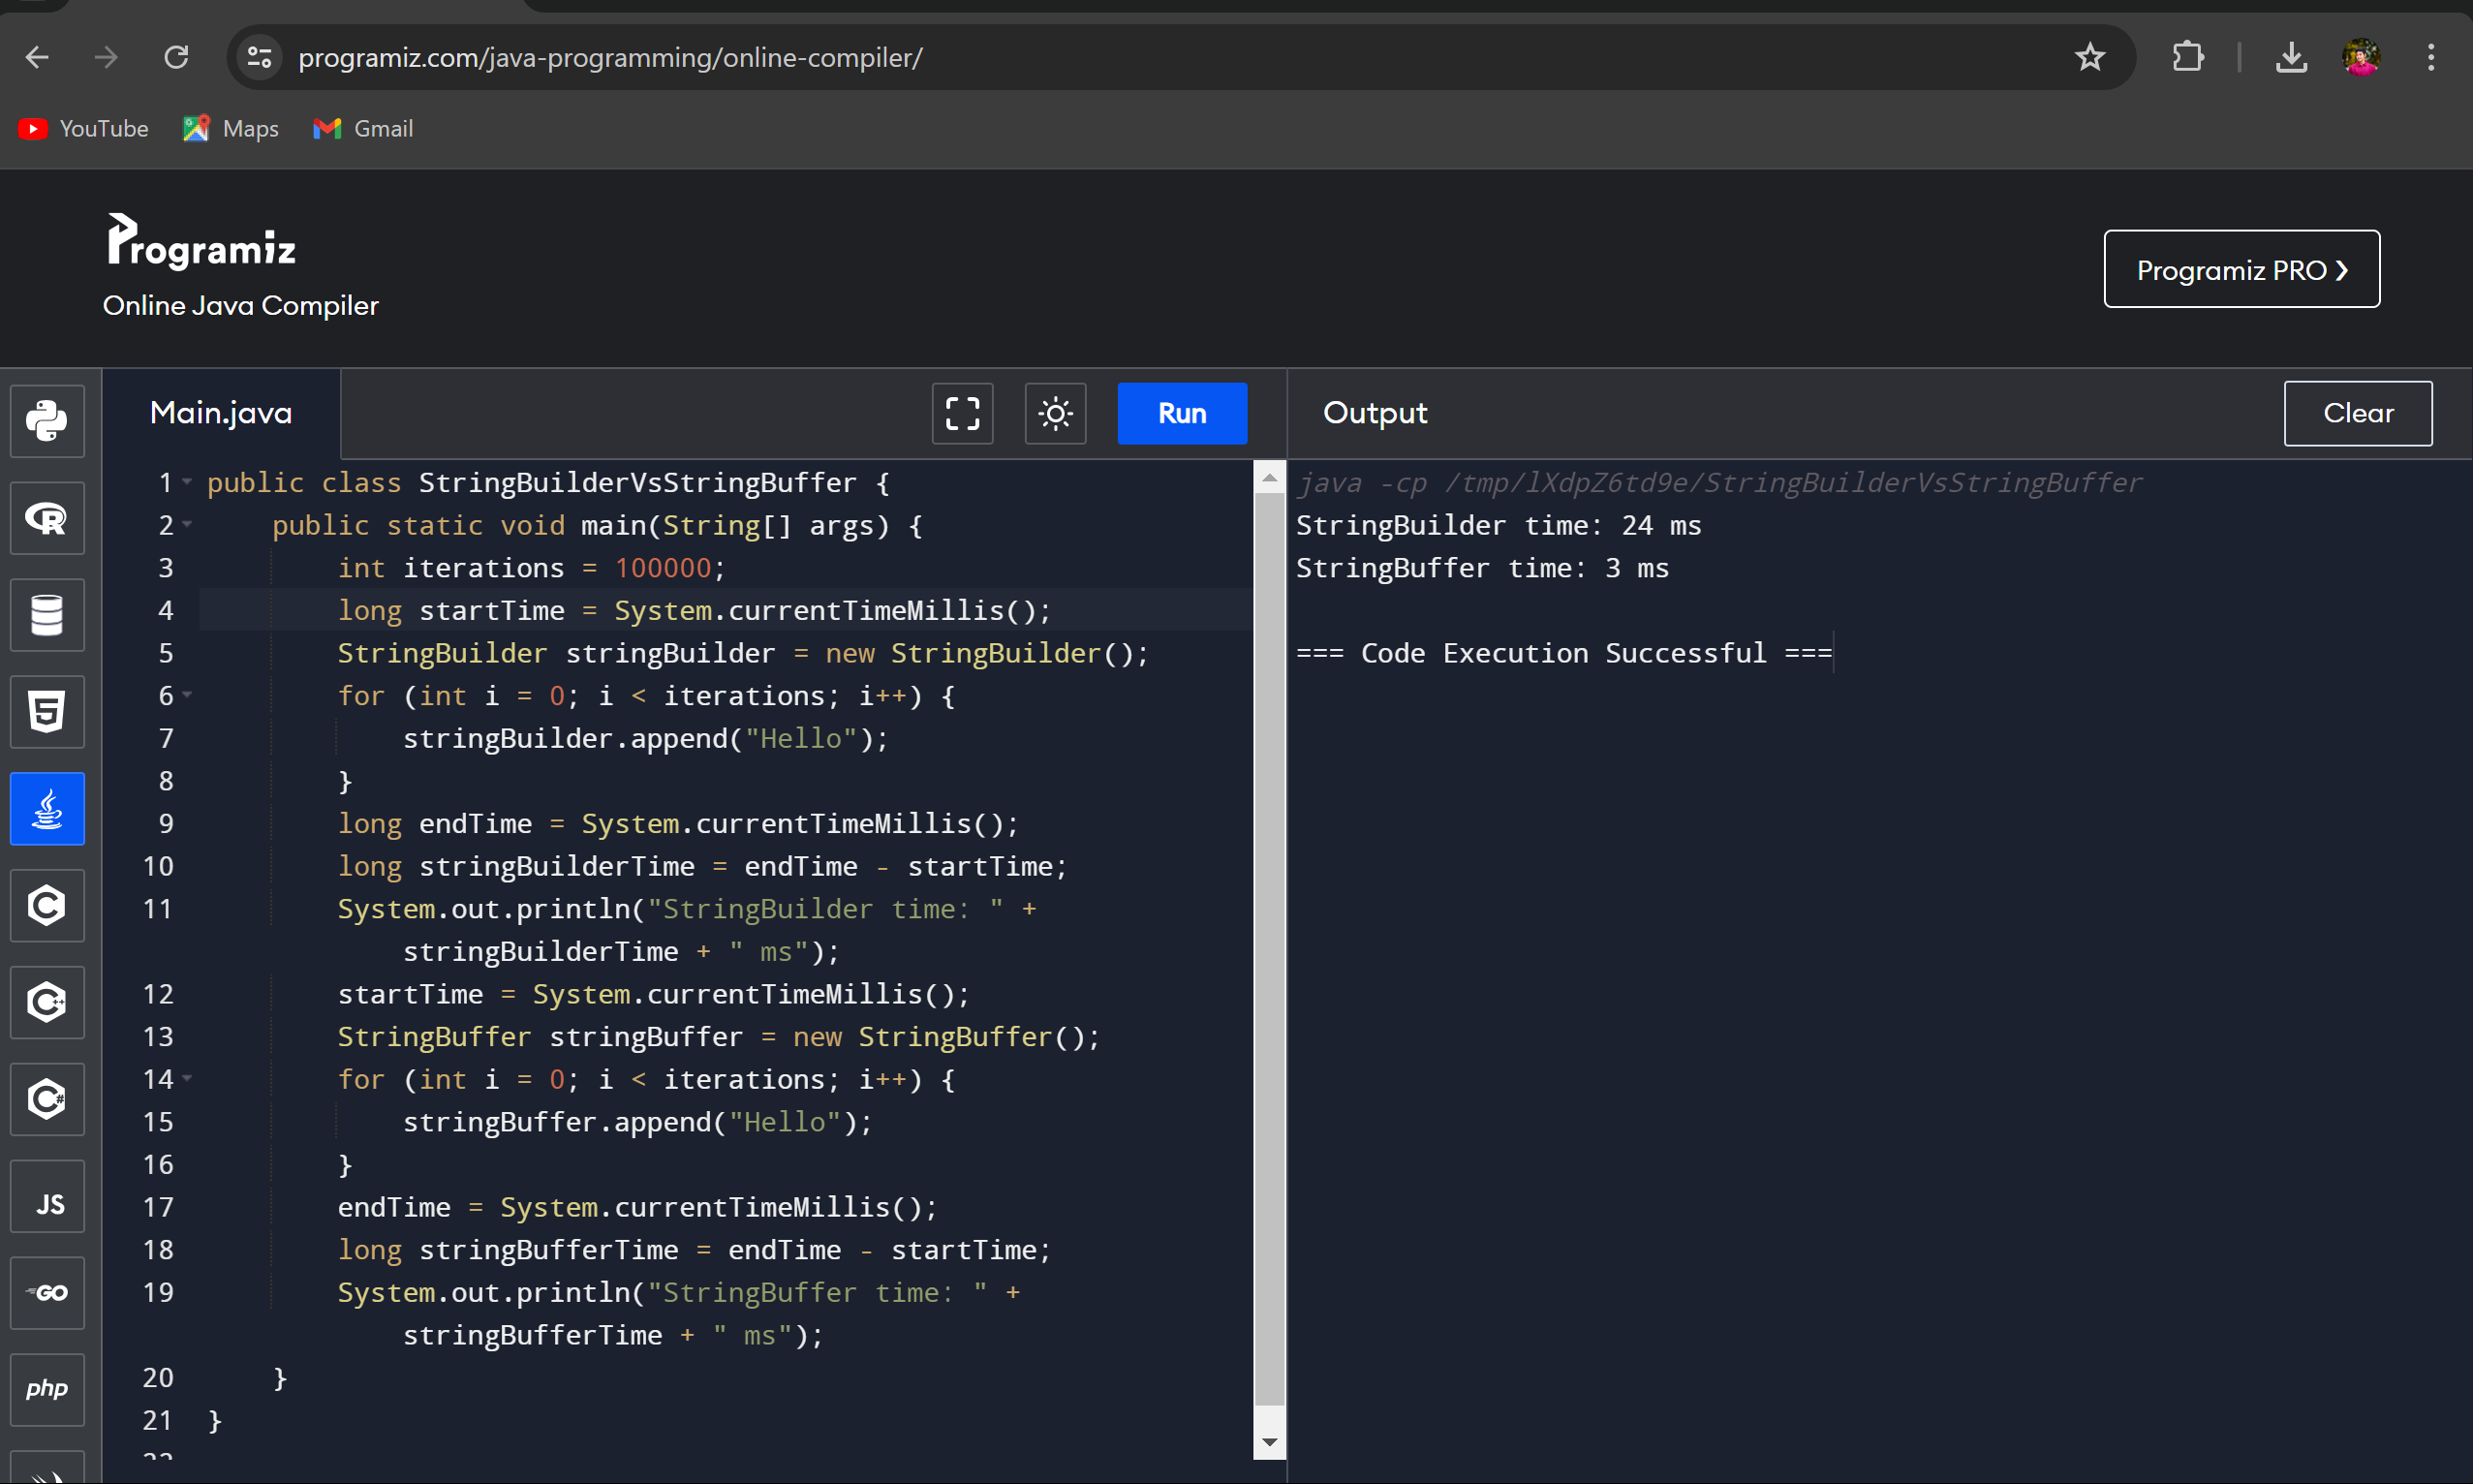 programiz.com/java-programming/online-compiler/
YouTube Maps Gmail
Programiz
Online Java Compiler
Programiz PRO ❯
Main.java
Run
Output
Clear
1 public class StringBuilderVsStringBuffer {
2     public static void main(String[] args) {
3         int iterations = 100000;
4         long startTime = System.currentTimeMillis();
5         StringBuilder stringBuilder = new StringBuilder();
6         for (int i = 0; i < iterations; i++) {
7             stringBuilder.append("Hello");
8         }
9         long endTime = System.currentTimeMillis();
10         long stringBuilderTime = endTime - startTime;
11         System.out.println("StringBuilder time: " +
            stringBuilderTime + " ms");
12         startTime = System.currentTimeMillis();
13         StringBuffer stringBuffer = new StringBuffer();
14         for (int i = 0; i < iterations; i++) {
15             stringBuffer.append("Hello");
16         }
17         endTime = System.currentTimeMillis();
18         long stringBufferTime = endTime - startTime;
19         System.out.println("StringBuffer time: " +
            stringBufferTime + " ms");
20     }
21 }
java -cp /tmp/lXdpZ6td9e/StringBuilderVsStringBuffer
StringBuilder time: 24 ms
StringBuffer time: 3 ms
=== Code Execution Successful ===
R
5
C
C++
C#
JS
GO
php